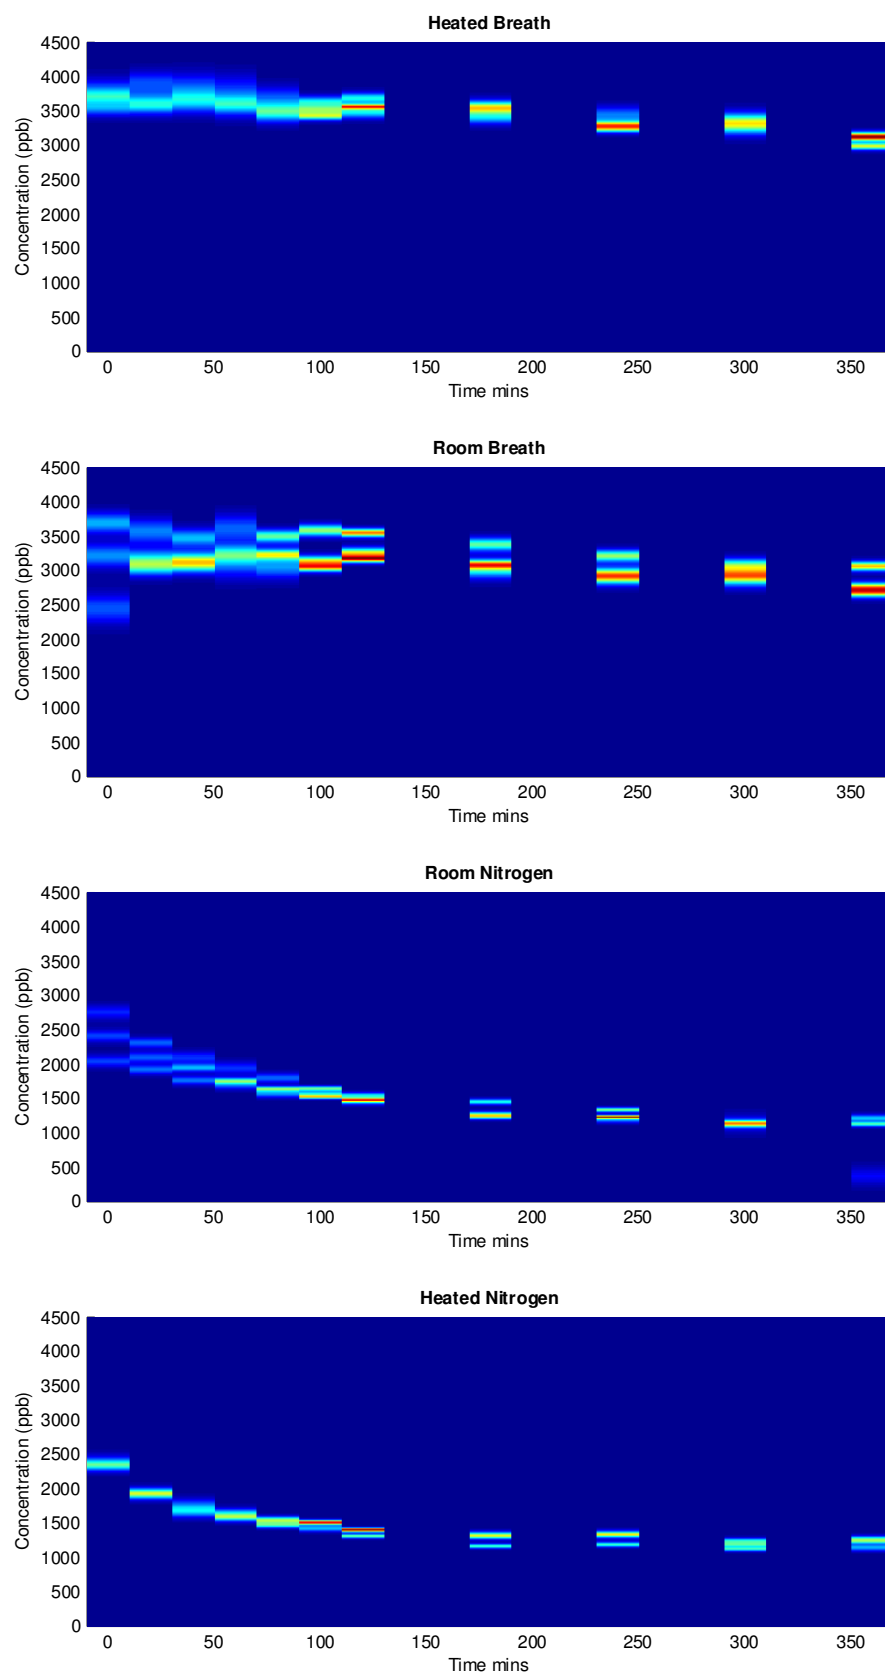 Heated Breath
4500
4000
3500
3000
2500
2000
1500
1000
500
0
Concentration (ppb)
0 50 100 150 200 250 300 350
Time mins
Room Breath
4500
4000
3500
3000
2500
2000
1500
1000
500
0
Concentration (ppb)
0 50 100 150 200 250 300 350
Time mins
Room Nitrogen
4500
4000
3500
3000
2500
2000
1500
1000
500
0
Concentration (ppb)
0 50 100 150 200 250 300 350
Time mins
Heated Nitrogen
4500
4000
3500
3000
2500
2000
1500
1000
500
0
Concentration (ppb)
0 50 100 150 200 250 300 350
Time mins